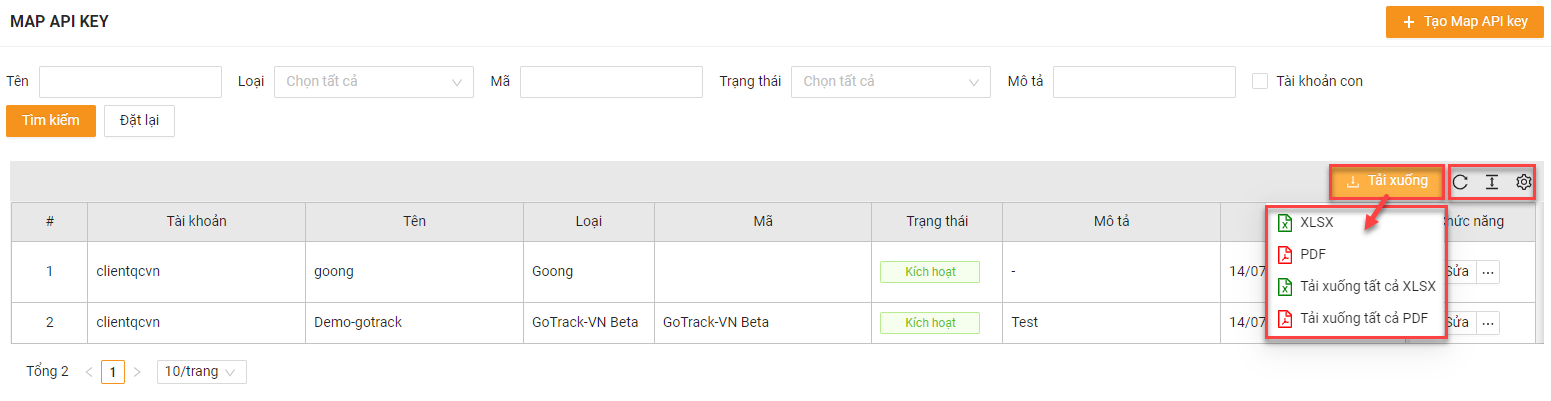 MAP API KEY
+ Tạo Map API key
Tên Loại Chọn tất cả Mã Trạng thái Chọn tất cả Mô tả Tài khoản con
Tìm kiếm Đặt lại
Tải xuống
# Tài khoản Tên Loại Mã Trạng thái Mô tả hức năng
XLSX
PDF
Tải xuống tất cả XLSX
Tải xuống tất cả PDF
1 clientqcvn goong Goong Kích hoạt - 14/07 Sửa ...
2 clientqcvn Demo-gotrack GoTrack-VN Beta GoTrack-VN Beta Kích hoạt Test 14/07 Sửa ...
Tổng 2 < 1 > 10/trang